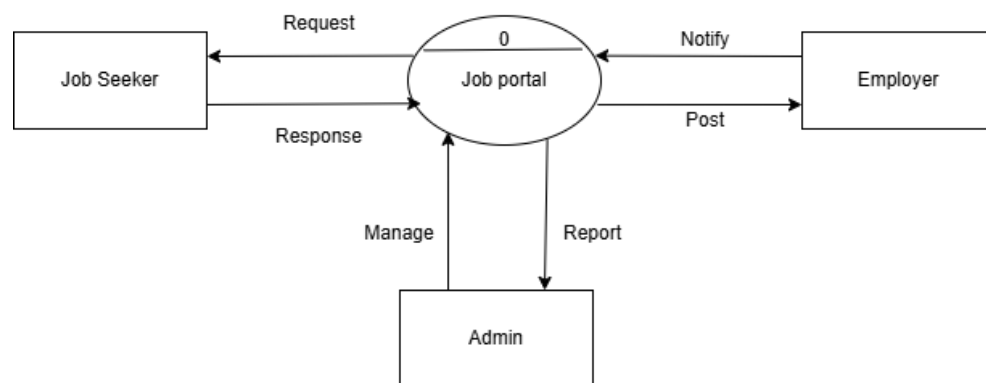 Request
0
Notify
Job Seeker
Job portal
Employer
Response
Post
Manage
Report
Admin